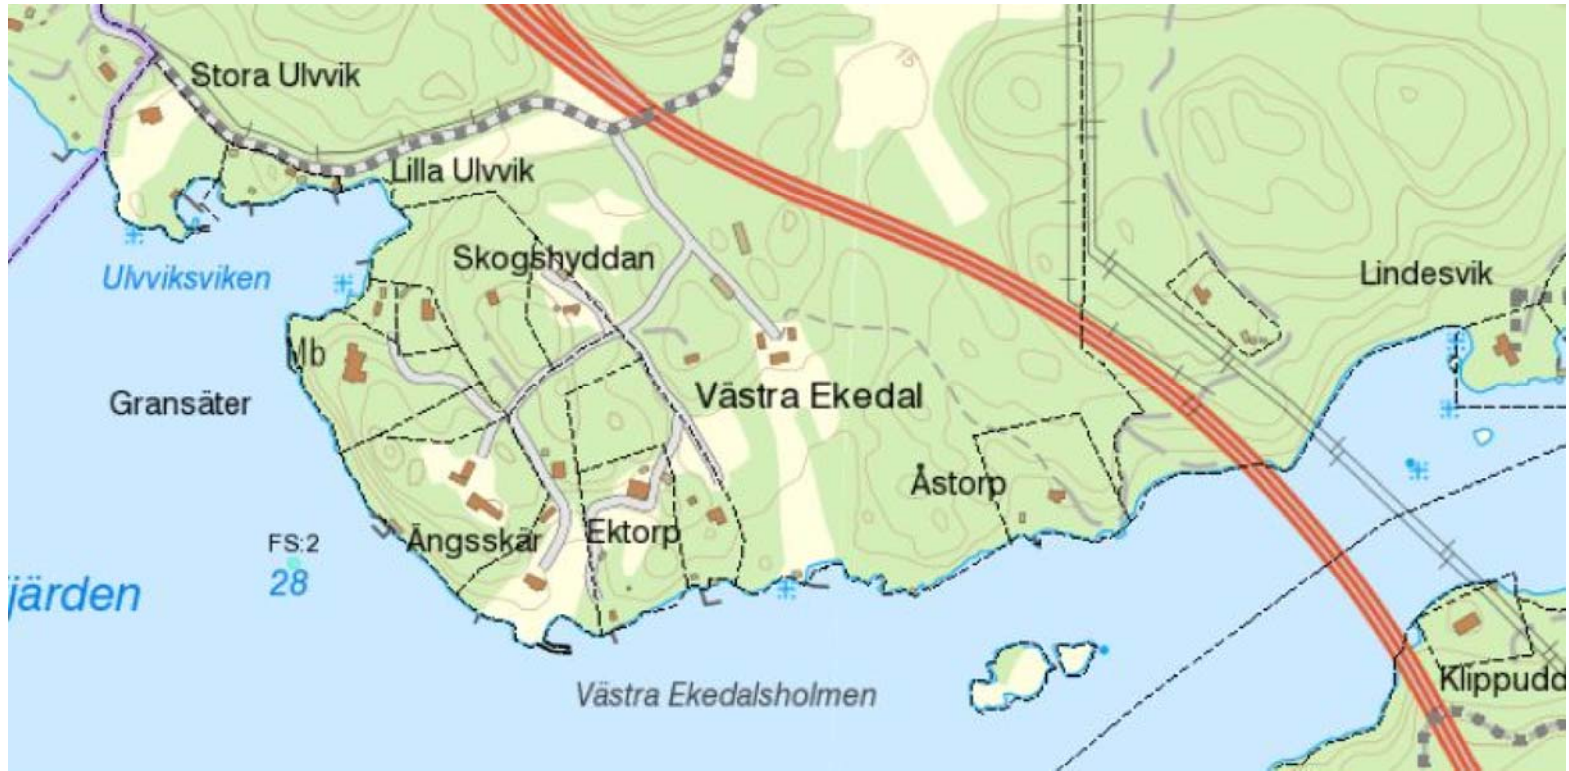 Stora Ulvvik
15
Lilla Ulvvik
Skogshyddan
Lindesvik
Ulvviksviken
Mb
Gransäter
Västra Ekedal
Åstorp
Ängsskär
Ektorp
FS:2
28
järden
Västra Ekedalsholmen
Klippudd